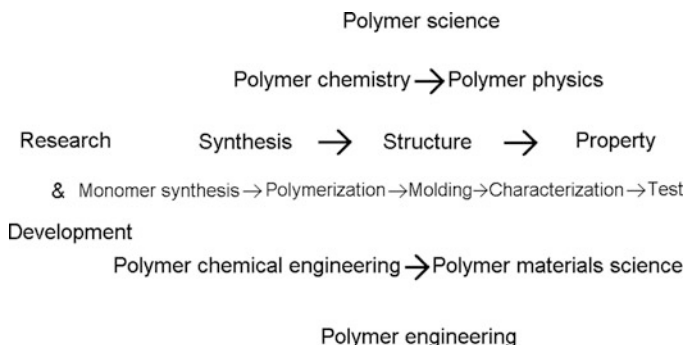 Polymer science
Polymer chemistry → Polymer physics
Research Synthesis → Structure → Property
& Monomer synthesis → Polymerization → Molding → Characterization → Test
Development
Polymer chemical engineering → Polymer materials science
Polymer engineering